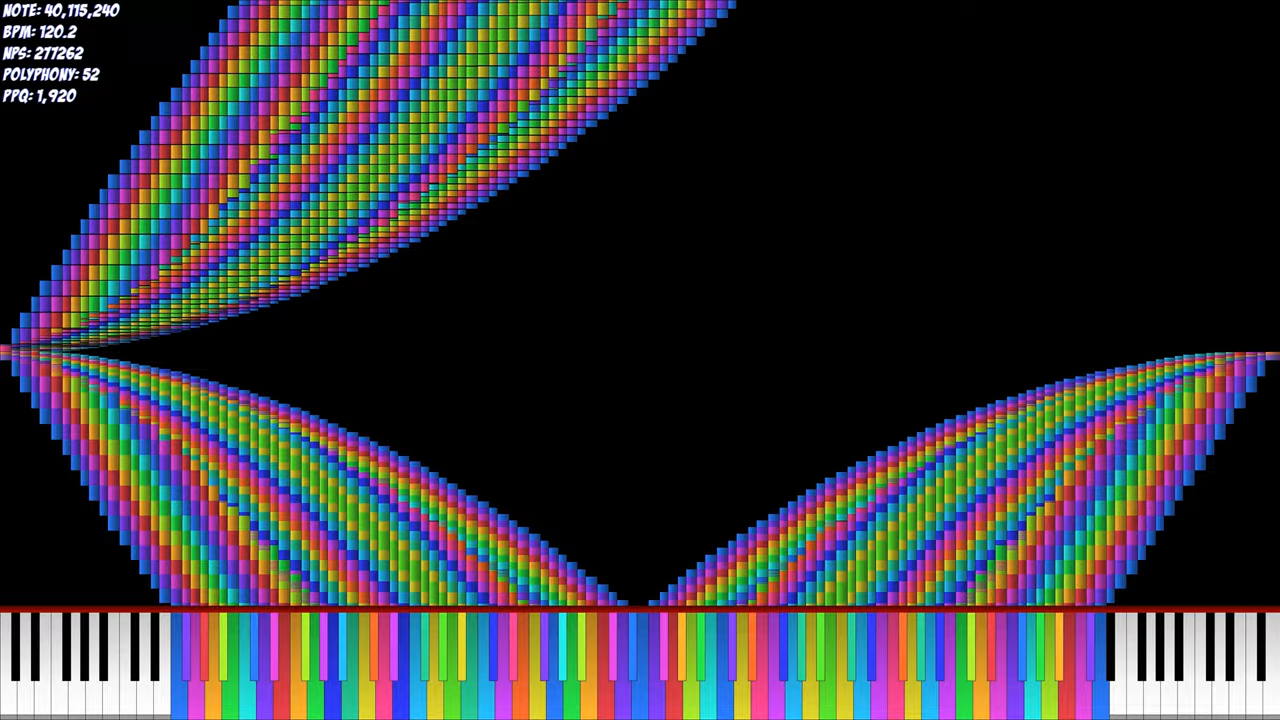 NOTE: 40,115,240
BPM: 120.2
NPS: 277262
POLYPHONY: 52
PPQ: 1,920